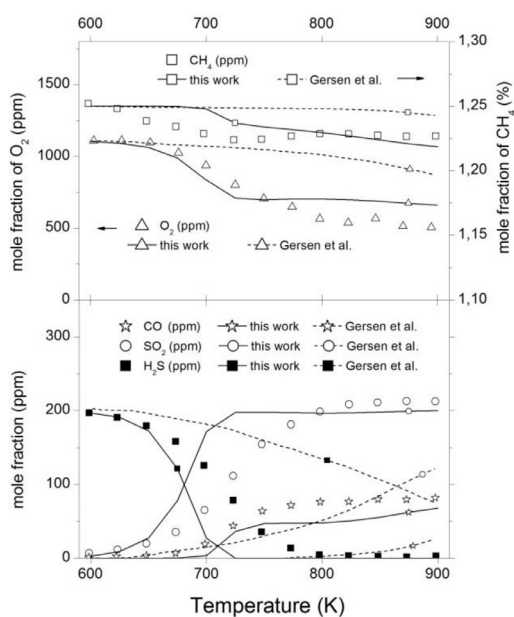 600 700 800 900
1,30
1,25
1,20
1,15
1,10
mole fraction of CH4 (%)
1500
1000
500
0
mole fraction of O2 (ppm)
CH4 (ppm)
this work Gersen et al.
O2 (ppm)
this work Gersen et al.
300
200
100
0
mole fraction (ppm)
CO (ppm) this work Gersen et al.
SO2 (ppm) this work Gersen et al.
H2S (ppm) this work Gersen et al.
600 700 800 900
Temperature (K)